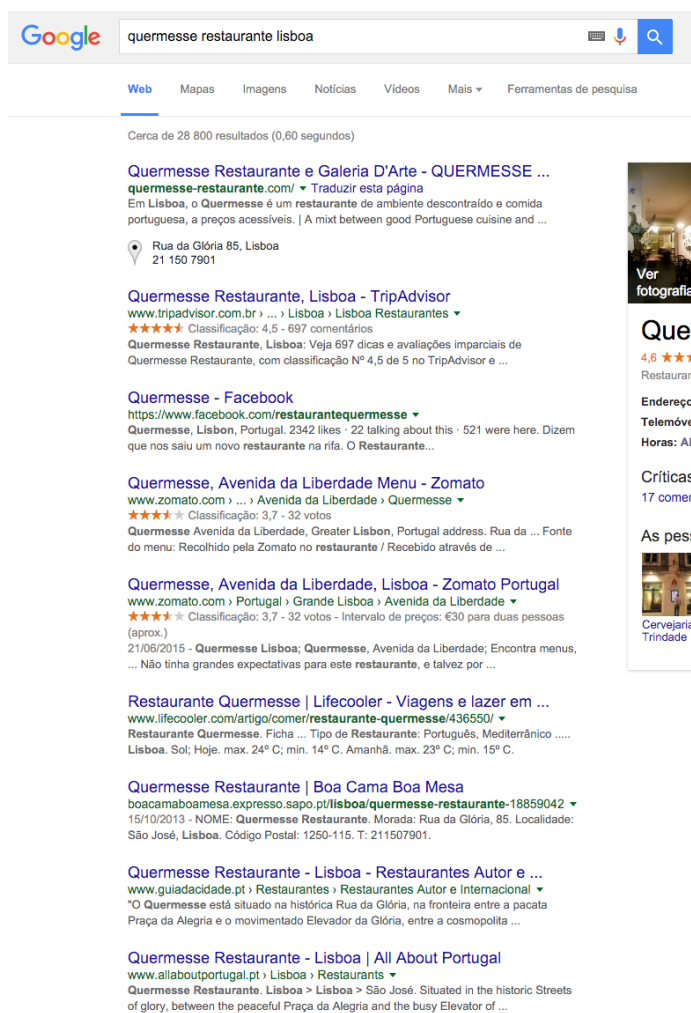 Google
quermesse restaurante lisboa
Web Mapas Imagens Notícias Vídeos Mais Ferramentas de pesquisa
Cerca de 28 800 resultados (0,60 segundos)
Quermesse Restaurante e Galeria D'Arte - QUERMESSE ...
quermesse-restaurante.com/ Traduzir esta página
Em Lisboa, o Quermesse é um restaurante de ambiente descontraído e comida
portuguesa, a preços acessíveis. | A mixt between good Portuguese cuisine and ...
Rua da Glória 85, Lisboa
21 150 7901
Quermesse Restaurante, Lisboa - TripAdvisor
www.tripadvisor.com.br › ... › Lisboa › Lisboa Restaurantes
Classificação: 4,5 - 697 comentários
Quermesse Restaurante, Lisboa: Veja 697 dicas e avaliações imparciais de
Quermesse Restaurante, com classificação Nº 4,5 de 5 no TripAdvisor e ...
Quermesse - Facebook
https://www.facebook.com/restaurantequermesse
Quermesse, Lisbon, Portugal. 2342 likes · 22 talking about this · 521 were here. Dizem
que nos saiu um novo restaurante na rifa. O Restaurante...
Quermesse, Avenida da Liberdade Menu - Zomato
www.zomato.com › ... › Avenida da Liberdade › Quermesse
Classificação: 3,7 - 32 votos
Quermesse Avenida da Liberdade, Greater Lisbon, Portugal address. Rua da ... Fonte
do menu: Recolhido pela Zomato no restaurante / Recebido através de ...
Quermesse, Avenida da Liberdade, Lisboa - Zomato Portugal
www.zomato.com › Portugal › Grande Lisboa › Avenida da Liberdade
Classificação: 3,7 - 32 votos - Intervalo de preços: €30 para duas pessoas
(aprox.)
21/06/2015 - Quermesse Lisboa; Quermesse, Avenida da Liberdade; Encontra menus,
... Não tinha grandes expectativas para este restaurante, e talvez por ...
Restaurante Quermesse | Lifecooler - Viagens e lazer em ...
www.lifecooler.com/artigo/comer/restaurante-quermesse/436550/
Restaurante Quermesse. Ficha ... Tipo de Restaurante: Português, Mediterrânico .....
Lisboa. Sol; Hoje. max. 24º C; min. 14º C. Amanhã. max. 23º C; min. 15º C.
Quermesse Restaurante | Boa Cama Boa Mesa
boacamaboamesa.expresso.sapo.pt/lisboa/quermesse-restaurante-18859042
15/10/2013 - NOME: Quermesse Restaurante. Morada: Rua da Glória, 85. Localidade:
São José, Lisboa. Código Postal: 1250-115. T: 211507901.
Quermesse Restaurante - Lisboa - Restaurantes Autor e ...
www.guiadacidade.pt › Restaurantes › Restaurantes Autor e Internacional
"O Quermesse está situado na histórica Rua da Glória, na fronteira entre a pacata
Praça da Alegria e o movimentado Elevador da Glória, entre a cosmopolita ...
Quermesse Restaurante - Lisboa | All About Portugal
www.allaboutportugal.pt › Lisboa › Restaurants
Quermesse Restaurante. Lisboa > Lisboa > São José. Situated in the historic Streets
of glory, between the peaceful Praça da Alegria and the busy Elevator of ...
Ver
fotografia
Que
4,6
Restauran
Endereço
Telemóve
Horas: A
Críticas
17 comen
As pess
Cervejaria
Trindade